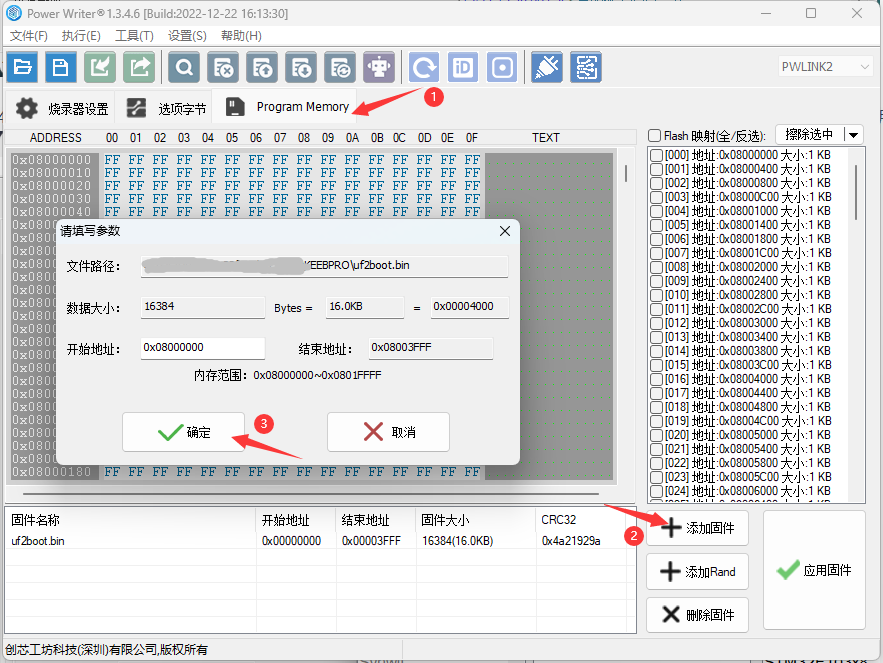 Power Writer® 1.3.4.6 [Build:2022-12-22 16:13:30]
文件(F) 执行(E) 工具(T) 设置(S) 帮助(H)
iD PWLINK2
烧录器设置 选项字节 Program Memory 1
ADDRESS 00 01 02 03 04 05 06 07 08 09 0A 0B 0C 0D 0E 0F TEXT
0x08000000 FF FF FF FF FF FF FF FF FF FF FF FF FF FF FF FF
0x08000010 FF FF FF FF FF FF FF FF FF FF FF FF FF FF FF FF
0x08000020 FF FF FF FF FF FF FF FF FF FF FF FF FF FF FF FF
0x08000030 FF FF FF FF FF FF FF FF FF FF FF FF FF FF FF FF
0x08000040 FF FF FF FF FF FF FF FF FF FF FF FF FF FF FF FF
请填写参数
文件路径: KEEBPRO\uf2boot.bin
数据大小: 16384 Bytes = 16.0KB = 0x00004000
开始地址: 0x08000000 结束地址: 0x08003FFF
内存范围: 0x08000000~0x0801FFFF
确定 3 取消
0x08000180 FF FF FF FF FF FF FF FF FF FF FF FF FF FF FF FF
Flash 映射(全/反选): 擦除选中
[000] 地址:0x08000000 大小:1 KB
[001] 地址:0x08000400 大小:1 KB
[002] 地址:0x08000800 大小:1 KB
[003] 地址:0x08000C00 大小:1 KB
[004] 地址:0x08001000 大小:1 KB
[005] 地址:0x08001400 大小:1 KB
[006] 地址:0x08001800 大小:1 KB
[007] 地址:0x08001C00 大小:1 KB
[008] 地址:0x08002000 大小:1 KB
[009] 地址:0x08002400 大小:1 KB
[010] 地址:0x08002800 大小:1 KB
[011] 地址:0x08002C00 大小:1 KB
[012] 地址:0x08003000 大小:1 KB
[013] 地址:0x08003400 大小:1 KB
[014] 地址:0x08003800 大小:1 KB
[015] 地址:0x08003C00 大小:1 KB
[016] 地址:0x08004000 大小:1 KB
[017] 地址:0x08004400 大小:1 KB
[018] 地址:0x08004800 大小:1 KB
[019] 地址:0x08004C00 大小:1 KB
[020] 地址:0x08005000 大小:1 KB
[021] 地址:0x08005400 大小:1 KB
[022] 地址:0x08005800 大小:1 KB
[023] 地址:0x08005C00 大小:1 KB
[024] 地址:0x08006000 大小:1 KB
固件名称 开始地址 结束地址 固件大小 CRC32
uf2boot.bin 0x00000000 0x00003FFF 16384(16.0KB) 0x4a21929a
2 添加固件
添加Rand
删除固件
应用固件
创芯工坊科技(深圳)有限公司,版权所有